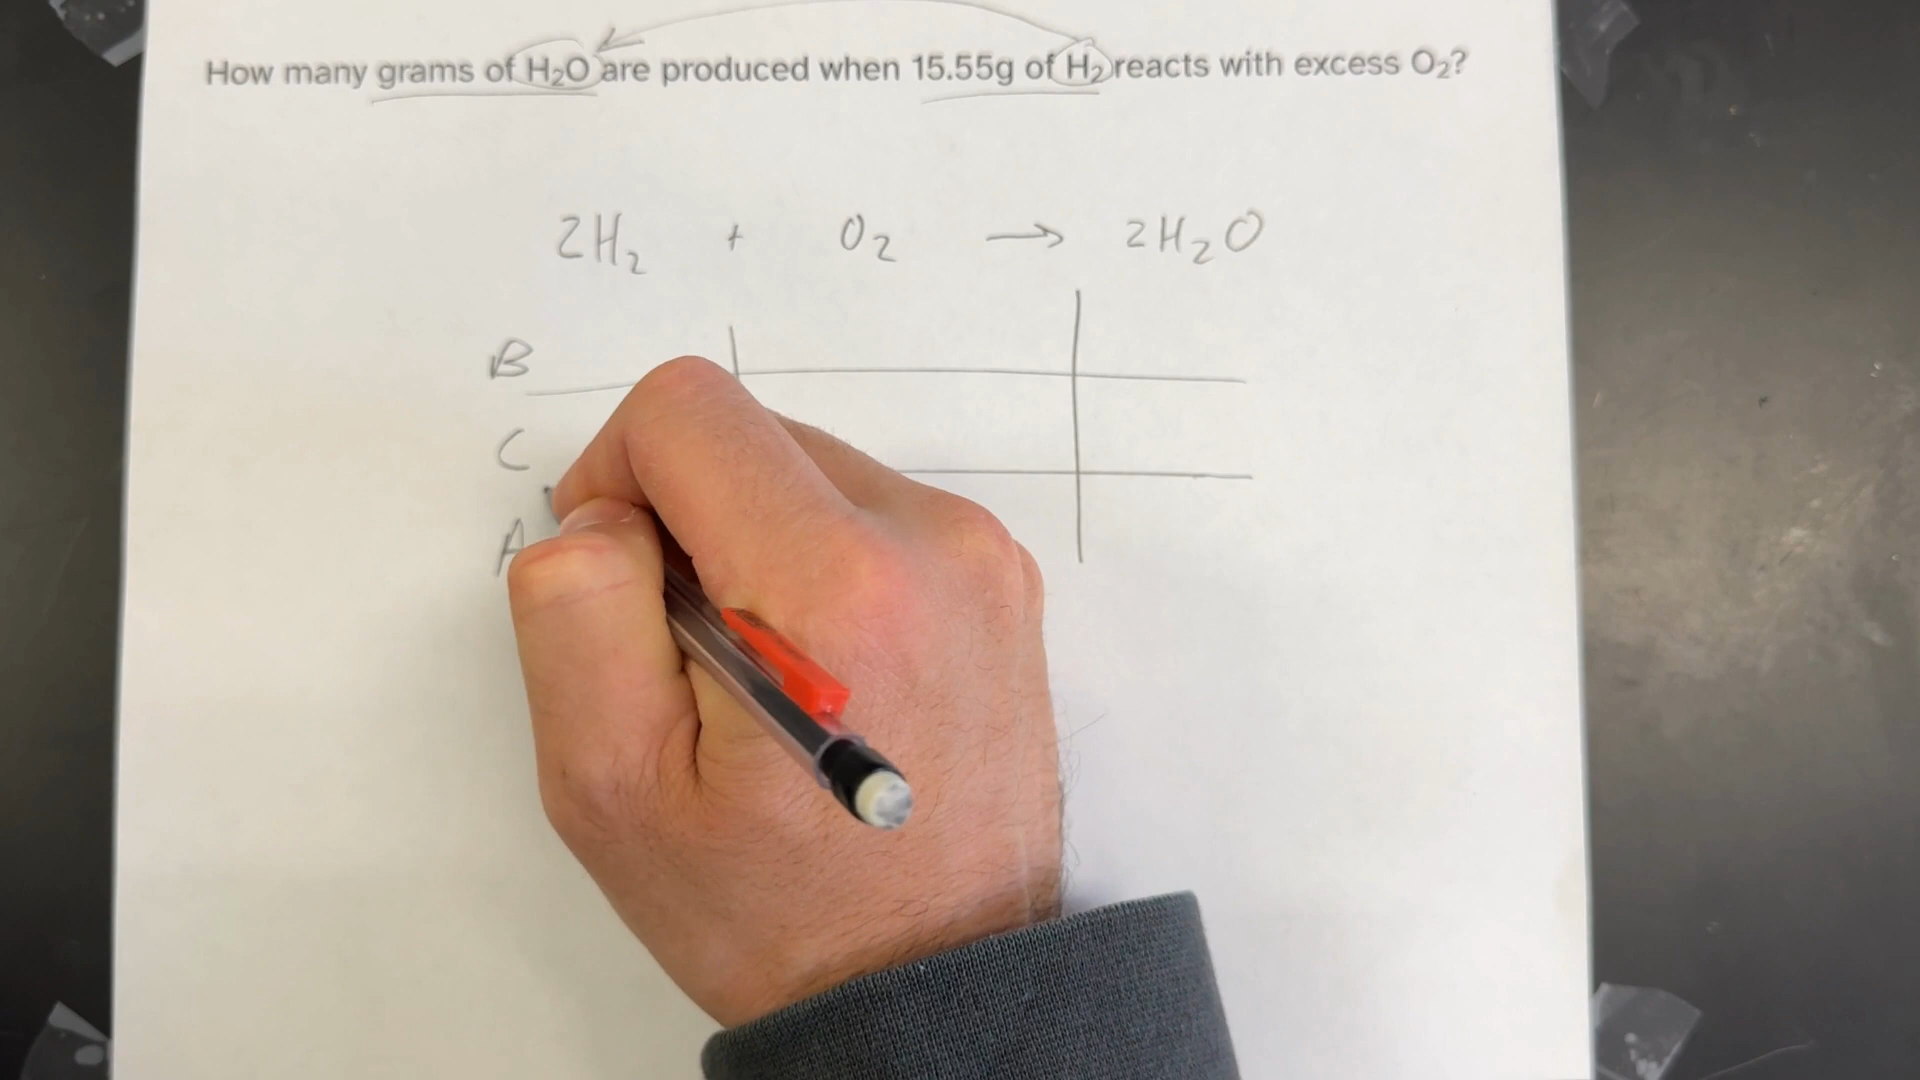 How many grams of H₂O are produced when 15.55g of H₂ reacts with excess O₂?
2H₂ + O₂ → 2H₂O
B
C
A